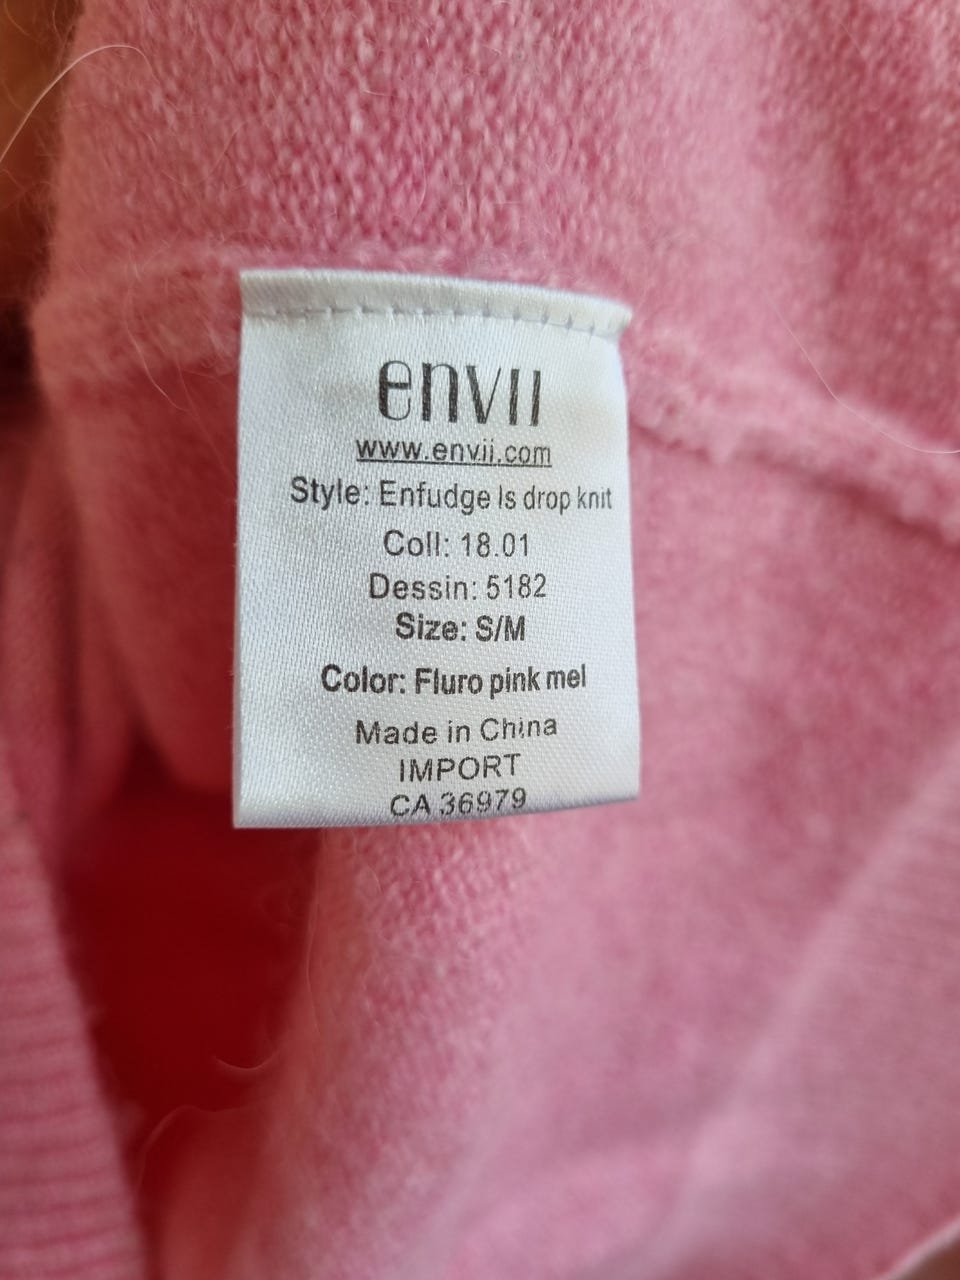 envii
www.envii.com
Style: Enfudge ls drop knit
Coll: 18.01
Dessin: 5182
Size: S/M
Color: Fluro pink mel
Made in China
IMPORT
CA 36979